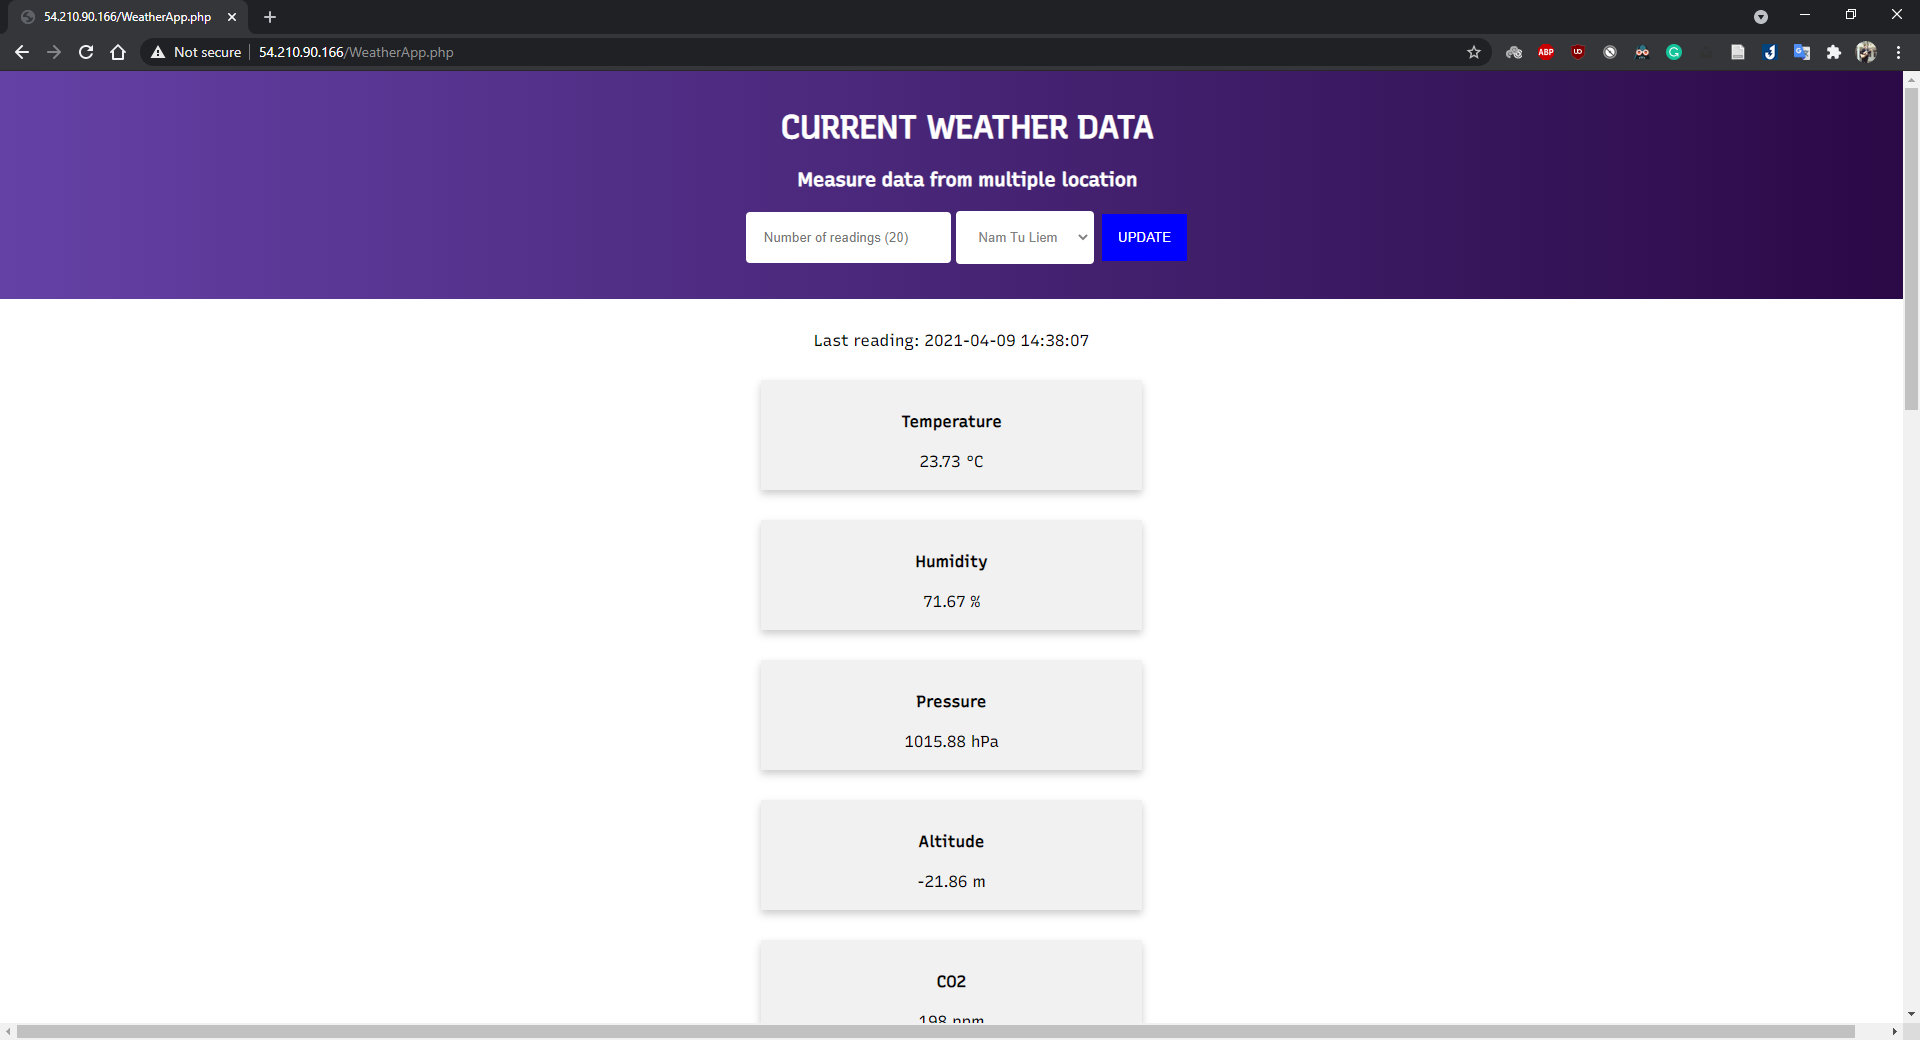 54.210.90.166/WeatherApp.php
Not secure 54.210.90.166/WeatherApp.php
ABP
CURRENT WEATHER DATA
Measure data from multiple location
Number of readings (20) Nam Tu Liem UPDATE
Last reading: 2021-04-09 14:38:07
Temperature
23.73 °C
Humidity
71.67 %
Pressure
1015.88 hPa
Altitude
-21.86 m
CO2
198 ppm